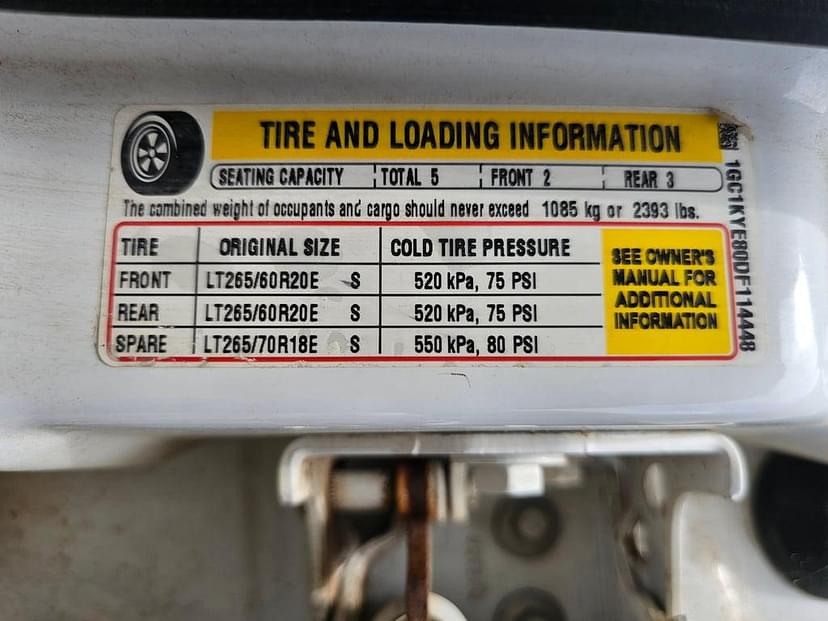 TIRE AND LOADING INFORMATION
SEATING CAPACITY TOTAL 5 FRONT 2 REAR 3
The combined weight of occupants and cargo should never exceed 1085 kg or 2393 lbs.
TIRE ORIGINAL SIZE COLD TIRE PRESSURE
FRONT LT265/60R20E S 520 kPa, 75 PSI
REAR LT265/60R20E S 520 kPa, 75 PSI
SPARE LT265/70R18E S 550 kPa, 80 PSI
SEE OWNER'S
MANUAL FOR
ADDITIONAL
INFORMATION
1GC1KYE80DF114448